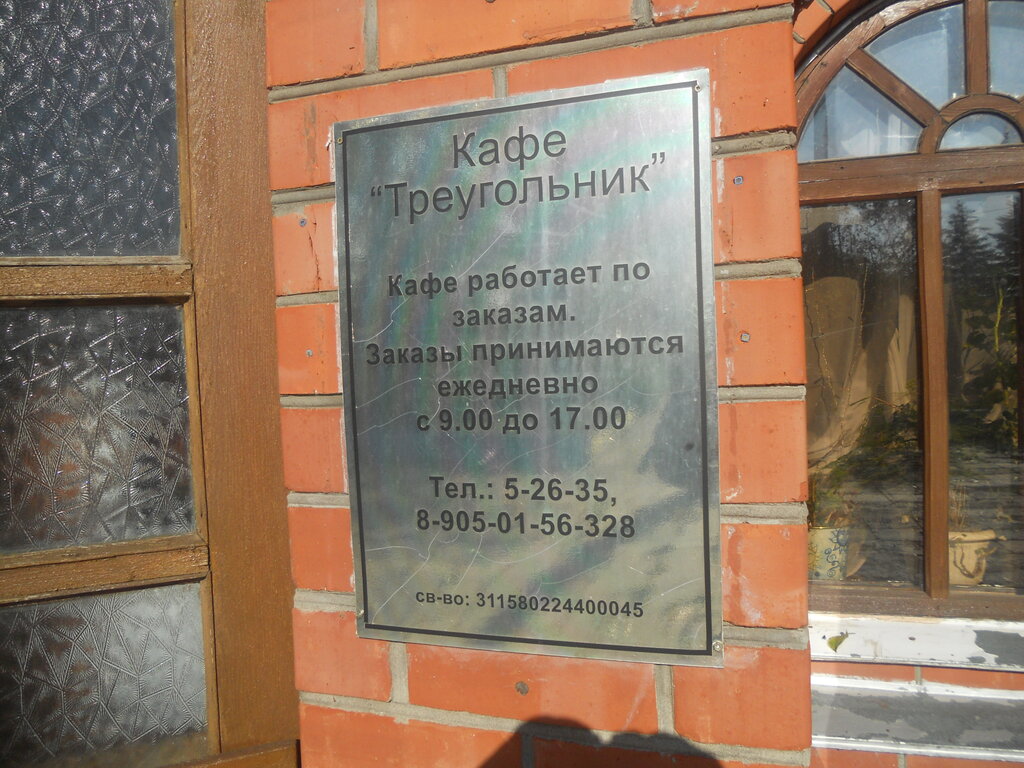 Кафе
“Треугольник”
Кафе работает по
заказам.
Заказы принимаются
ежедневно
с 9.00 до 17.00
Тел.: 5-26-35,
8-905-01-56-328
св-во: 311580224400045